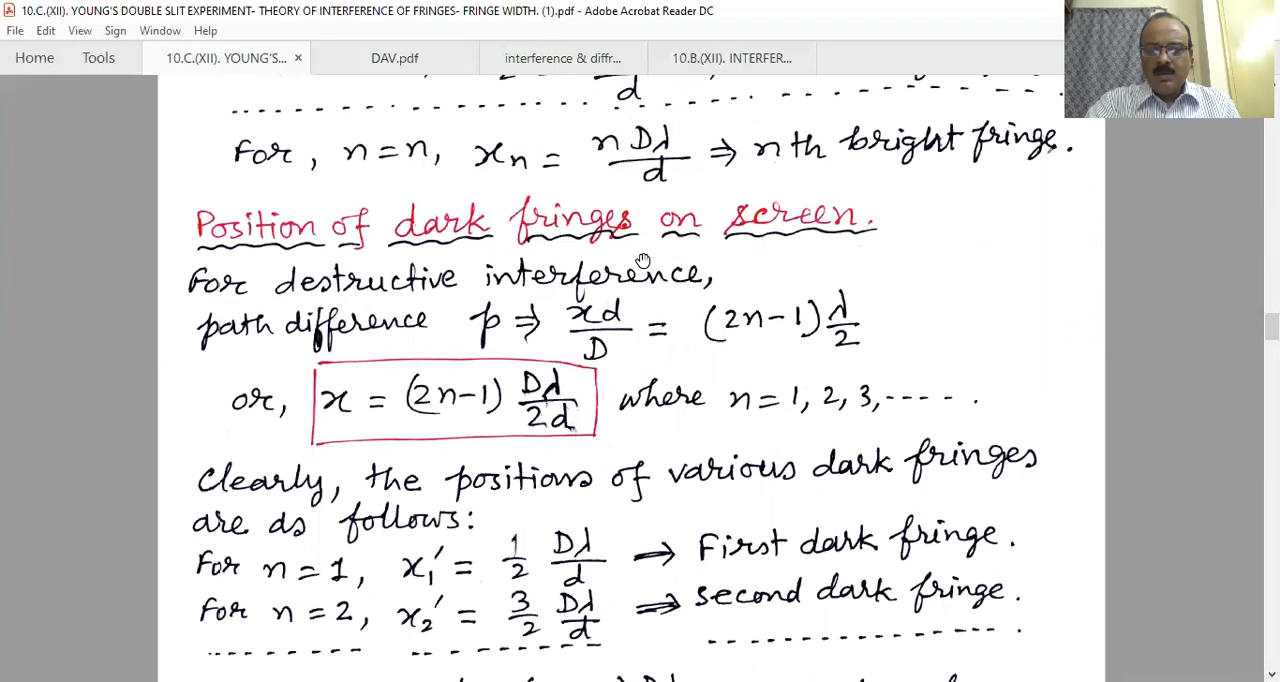 10.C.(XII). YOUNG'S DOUBLE SLIT EXPERIMENT- THEORY OF INTERFERENCE OF FRINGES- FRINGE WIDTH. (1).pdf - Adobe Acrobat Reader DC
File Edit View Sign Window Help
Home Tools 10.C.(XII). YOUNG'S... × DAV.pdf interference & diffr... 10.B.(XII). INTERFER...
d
For, n=n, xn = nDλ/d ⇒ nth bright fringe.
Position of dark fringes on screen.
For destructive interference,
path difference p ⇒ xd/D = (2n-1) λ/2
or, x = (2n-1) Dλ/2d where n=1, 2, 3,-----.
Clearly, the positions of various dark fringes
are as follows:
For n=1, x₁' = 1/2 Dλ/d → First dark fringe.
For n=2, x₂' = 3/2 Dλ/d ⇒ second dark fringe.